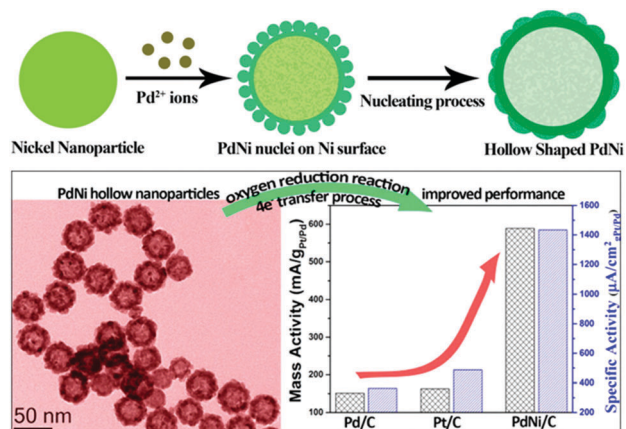 Pd²⁺ ions
Nucleating process
Nickel Nanoparticle
PdNi nuclei on Ni surface
Hollow Shaped PdNi
PdNi hollow nanoparticles
oxygen reduction reaction
4e⁻ transfer process
improved performance
50 nm
Mass Activity (mA/g Pt/Pd)
600
500
400
300
200
100
Pd/C
Pt/C
PdNi/C
1600
1400
1200
1000
800
600
400
200
Specific Activity (μA/cm² gPt/Pd)